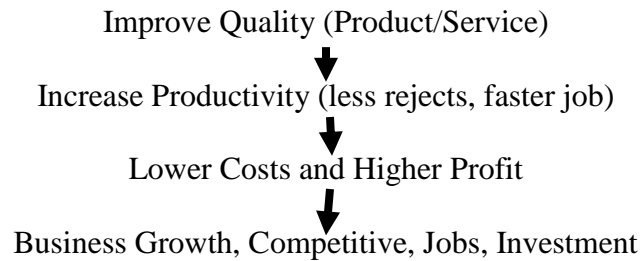 Improve Quality (Product/Service)
Increase Productivity (less rejects, faster job)
Lower Costs and Higher Profit
Business Growth, Competitive, Jobs, Investment